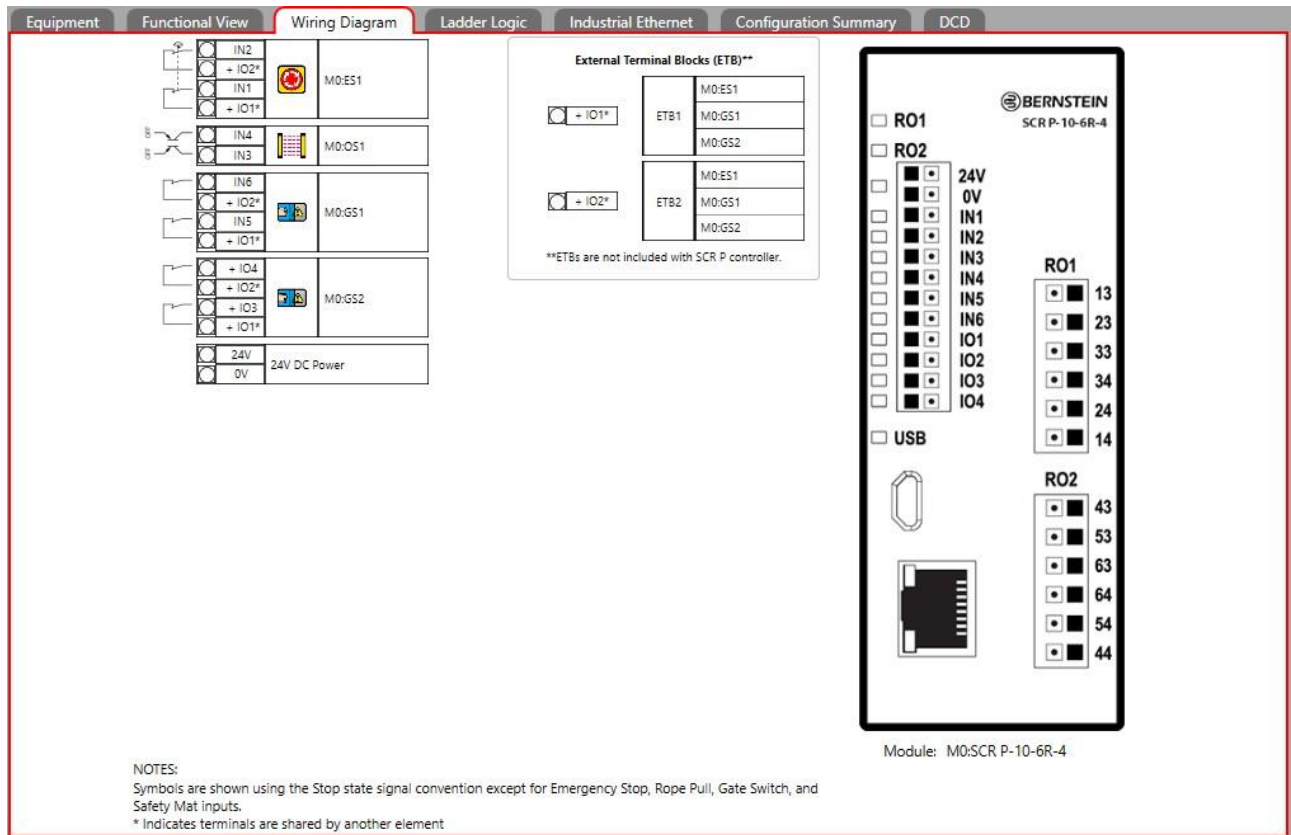 Equipment Functional View Wiring Diagram Ladder Logic Industrial Ethernet Configuration Summary DCD
IN2
+ IO2*
IN1
+ IO1*
M0:ES1
IN4
IN3
M0:OS1
IN6
+ IO2*
IN5
+ IO1*
M0:GS1
+ IO4
+ IO2*
+ IO3
+ IO1*
M0:GS2
24V
0V
24V DC Power
External Terminal Blocks (ETB)**
+ IO1*
ETB1
M0:ES1
M0:GS1
M0:GS2
+ IO2*
ETB2
M0:ES1
M0:GS1
M0:GS2
**ETBs are not included with SCR P controller.
BERNSTEIN
SCR P-10-6R-4
RO1
RO2
24V
0V
IN1
IN2
IN3
IN4
IN5
IN6
IO1
IO2
IO3
IO4
USB
RO1
13
23
33
34
24
14
RO2
43
53
63
64
54
44
Module: M0:SCR P-10-6R-4
NOTES:
Symbols are shown using the Stop state signal convention except for Emergency Stop, Rope Pull, Gate Switch, and
Safety Mat inputs.
* Indicates terminals are shared by another element